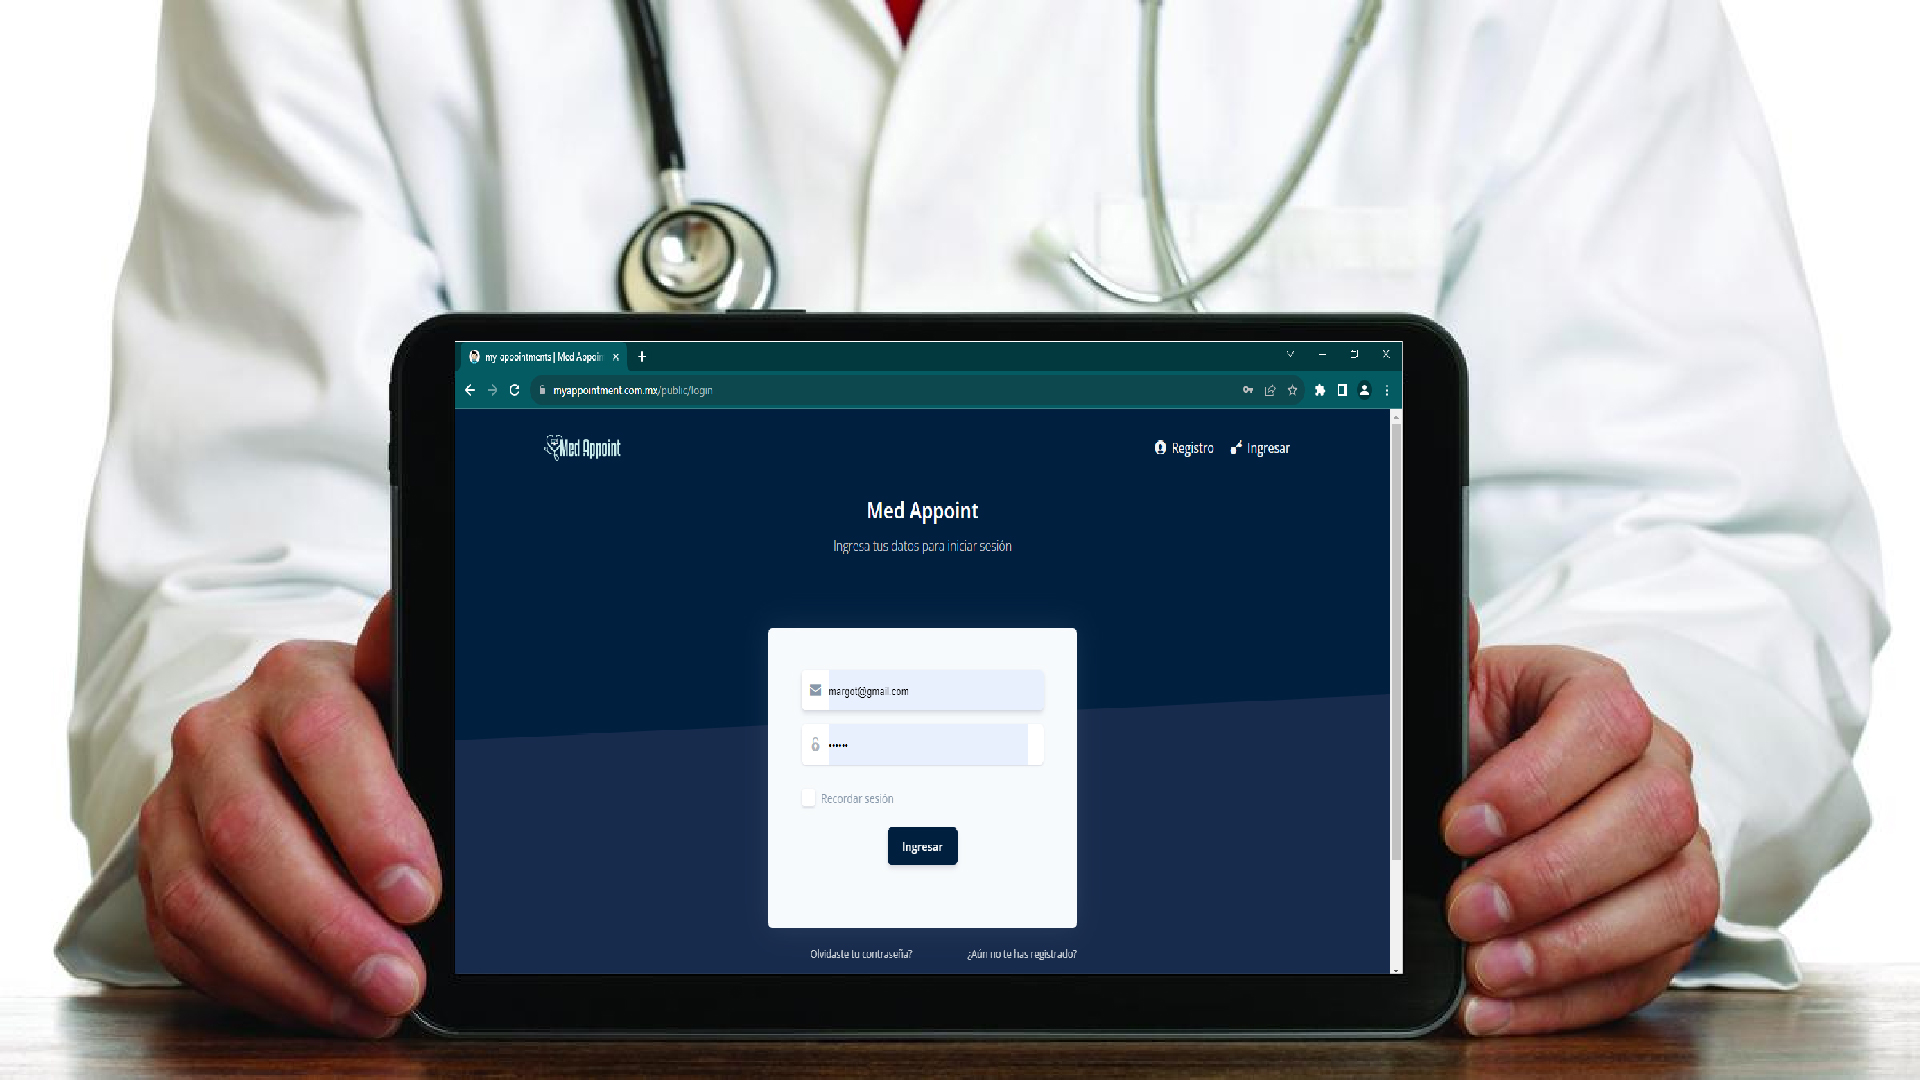 my-appointments | Med Appoin
myappointment.com.mx/public/login
Med Appoint
Registro
Ingresar
Med Appoint
Ingresa tus datos para iniciar sesión
margot@gmail.com
••••••
Recordar sesión
Ingresar
Olvidaste tu contraseña?
¿Aún no te has registrado?